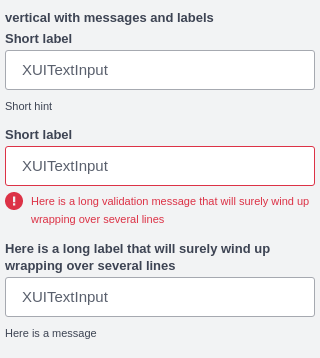 vertical with messages and labels
Short label
XUITextInput
Short hint
Short label
XUITextInput
Here is a long validation message that will surely wind up
wrapping over several lines
Here is a long label that will surely wind up
wrapping over several lines
XUITextInput
Here is a message